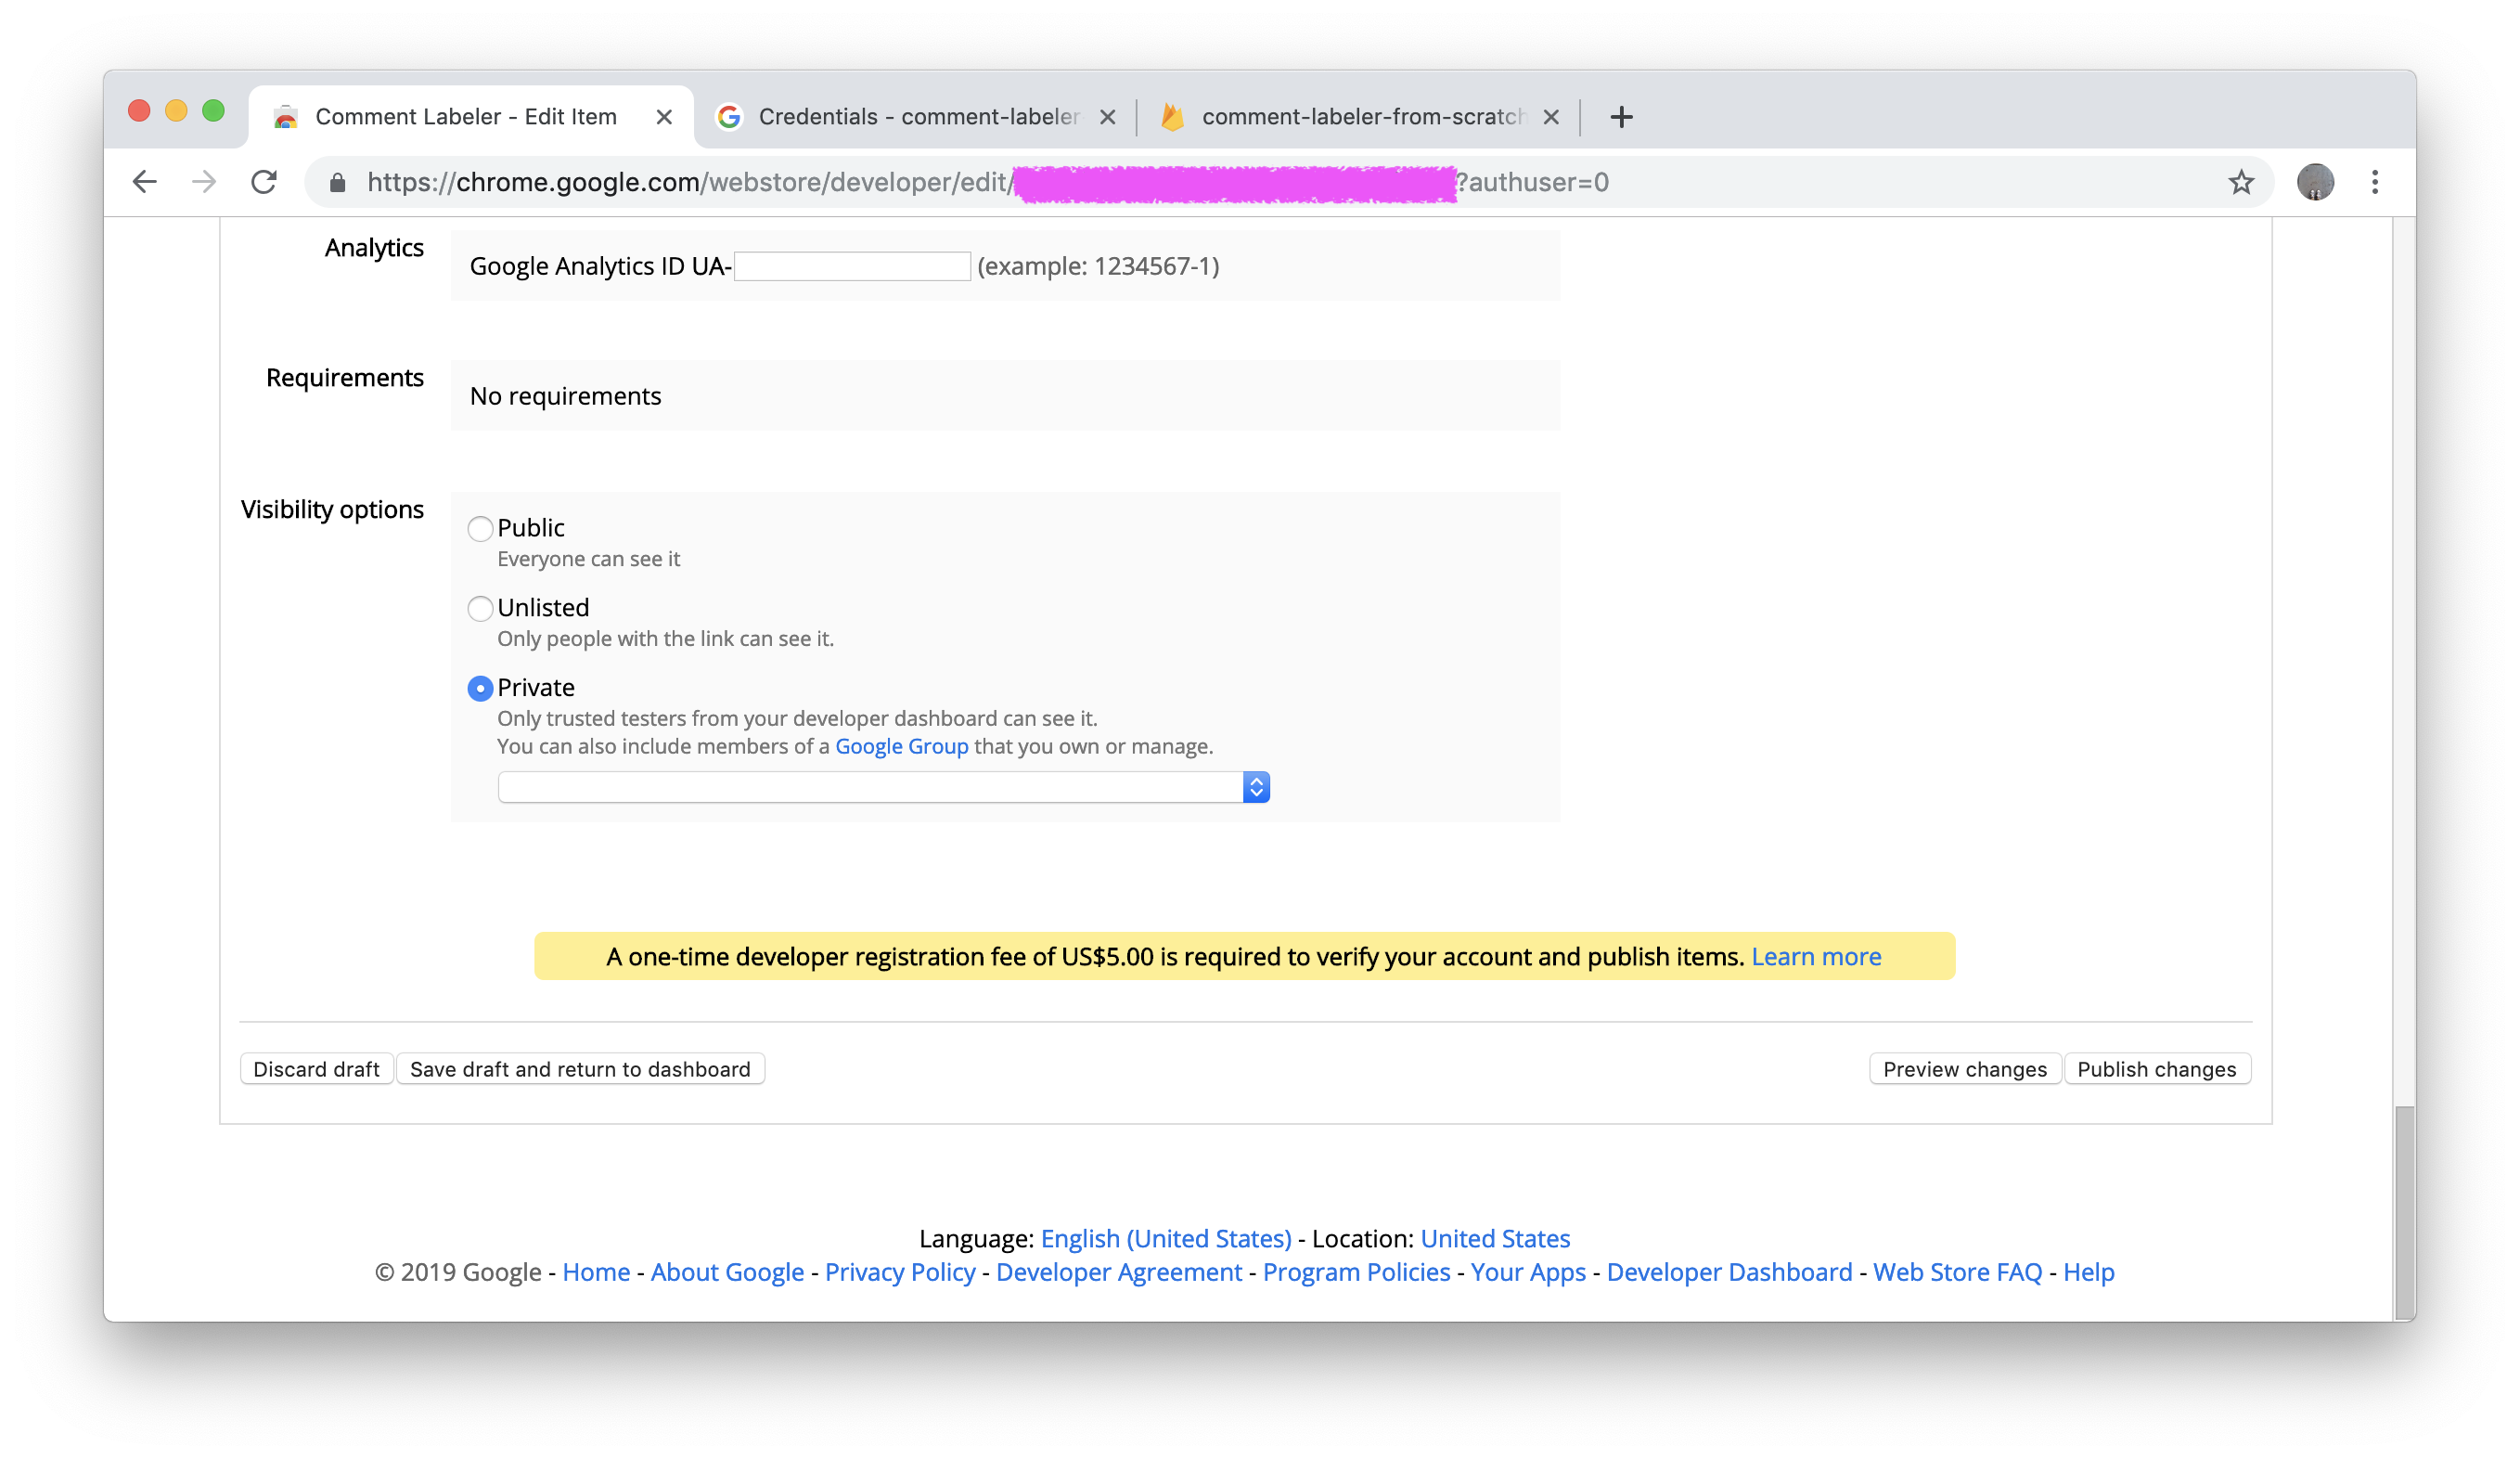 Comment Labeler - Edit Item
Credentials - comment-labeler-
comment-labeler-from-scratch
https://chrome.google.com/webstore/developer/edit/ ?authuser=0
Analytics
Google Analytics ID UA- (example: 1234567-1)
Requirements
No requirements
Visibility options
Public
Everyone can see it
Unlisted
Only people with the link can see it.
Private
Only trusted testers from your developer dashboard can see it.
You can also include members of a Google Group that you own or manage.
A one-time developer registration fee of US$5.00 is required to verify your account and publish items. Learn more
Discard draft Save draft and return to dashboard Preview changes Publish changes
Language: English (United States) - Location: United States
© 2019 Google - Home - About Google - Privacy Policy - Developer Agreement - Program Policies - Your Apps - Developer Dashboard - Web Store FAQ - Help